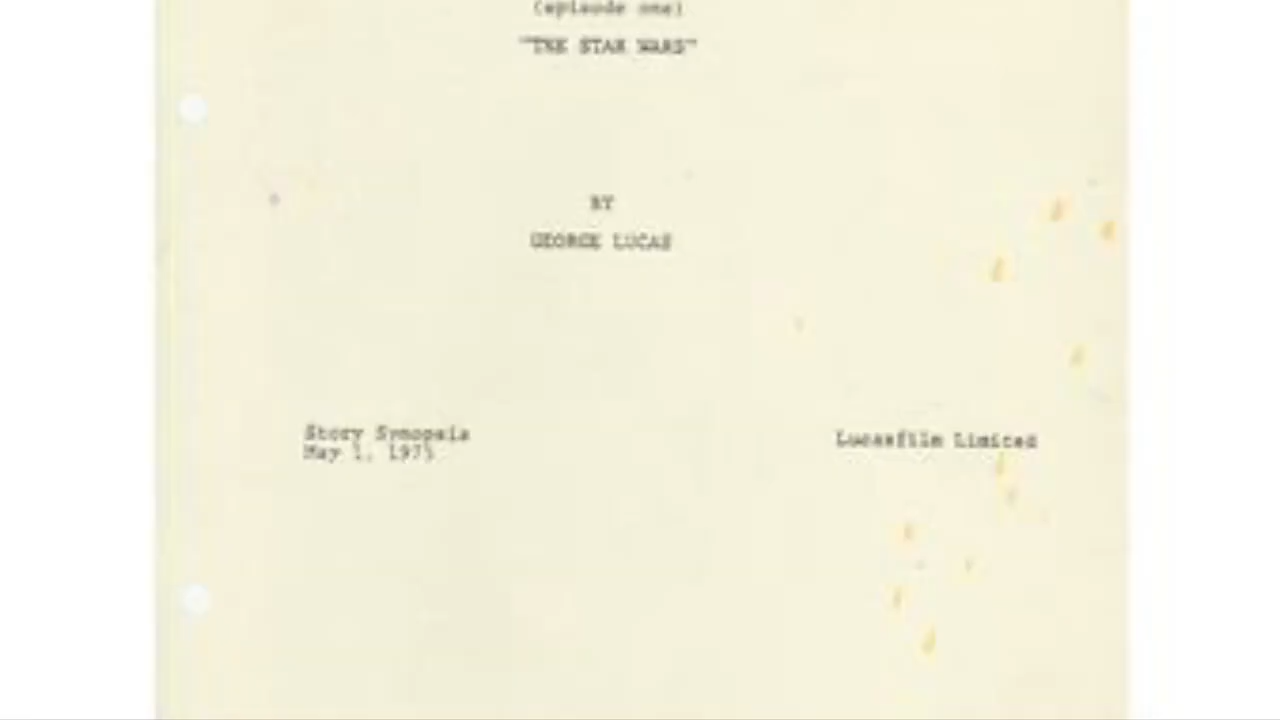 (episode one)
"THE STAR WARS"
BY
GEORGE LUCAS
Story Synopsis
May 1, 1975
Lucasfilm Limited